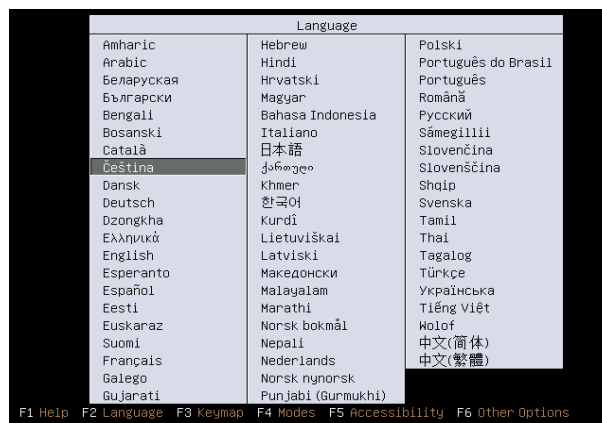 Language
Amharic
Arabic
Беларуская
Български
Bengali
Bosanski
Català
Čeština
Dansk
Deutsch
Dzongkha
Ελληνικά
English
Esperanto
Español
Eesti
Euskaraz
Suomi
Français
Galego
Gujarati
Hebrew
Hindi
Hrvatski
Magyar
Bahasa Indonesia
Italiano
日本語
ქართული
Khmer
한국어
Kurdî
Lietuviškai
Latviski
Македонски
Malayalam
Marathi
Norsk bokmål
Nepali
Nederlands
Norsk nynorsk
Punjabi (Gurmukhi)
Polski
Português do Brasil
Português
Română
Русский
Sámegillii
Slovenčina
Slovenščina
Shqip
Svenska
Tamil
Thai
Tagalog
Türkçe
Українська
Tiếng Việt
Wolof
中文(简体)
中文(繁體)
F1 Help F2 Language F3 Keymap F4 Modes F5 Accessibility F6 Other Options